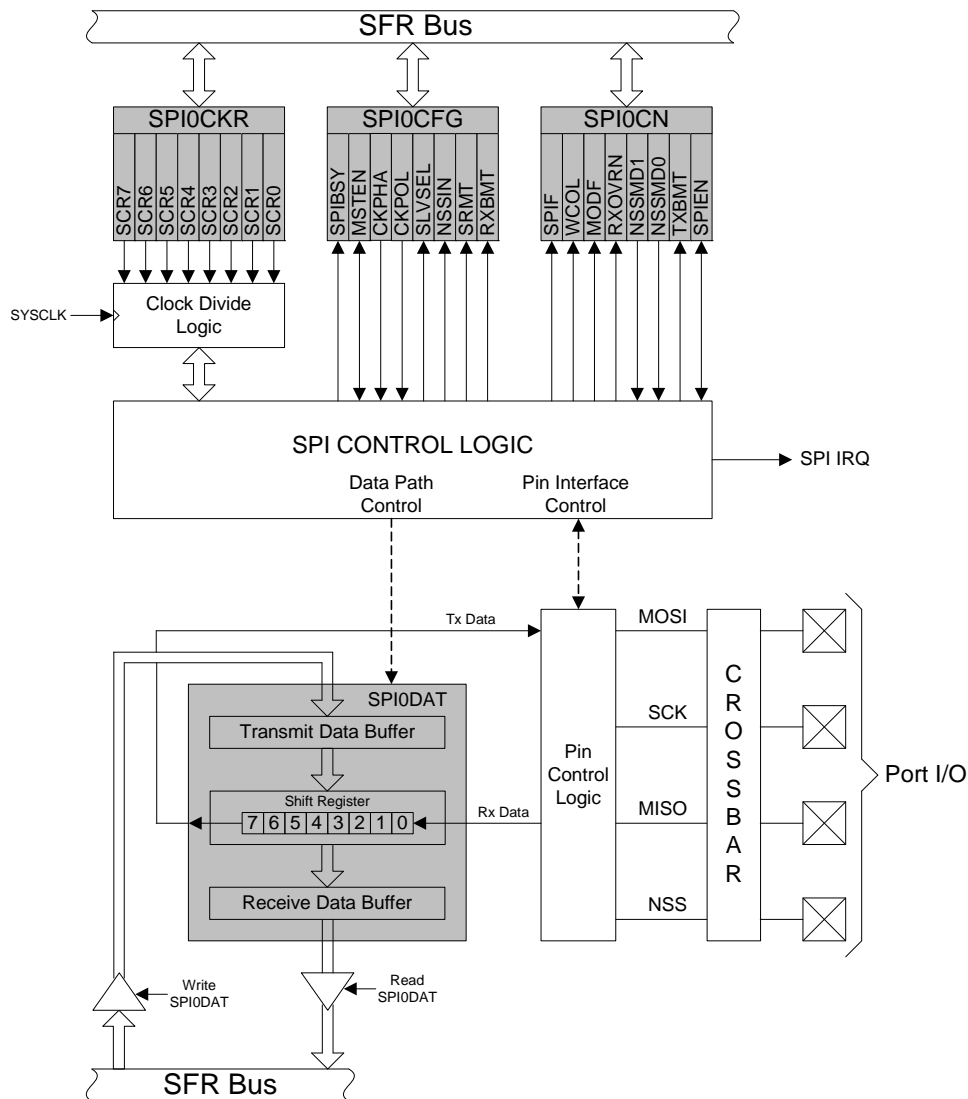 SFR Bus
SPI0CKR
SPI0CFG
SPI0CN
SCR7
SCR6
SCR5
SCR4
SCR3
SCR2
SCR1
SCR0
SPIBSY
MSTEN
CKPHA
CKPOL
SLVSEL
NSSIN
SRMT
RXBMT
SPIF
WCOL
MODF
RXOVRN
NSSMD1
NSSMD0
TXBMT
SPIEN
SYSCLK
Clock Divide
Logic
SPI CONTROL LOGIC
SPI IRQ
Data Path
Control
Pin Interface
Control
Tx Data
MOSI
SPI0DAT
Transmit Data Buffer
SCK
Shift Register
7 6 5 4 3 2 1 0
Rx Data
Pin
Control
Logic
MISO
CROSSBAR
Port I/O
Receive Data Buffer
NSS
Write
SPI0DAT
Read
SPI0DAT
SFR Bus